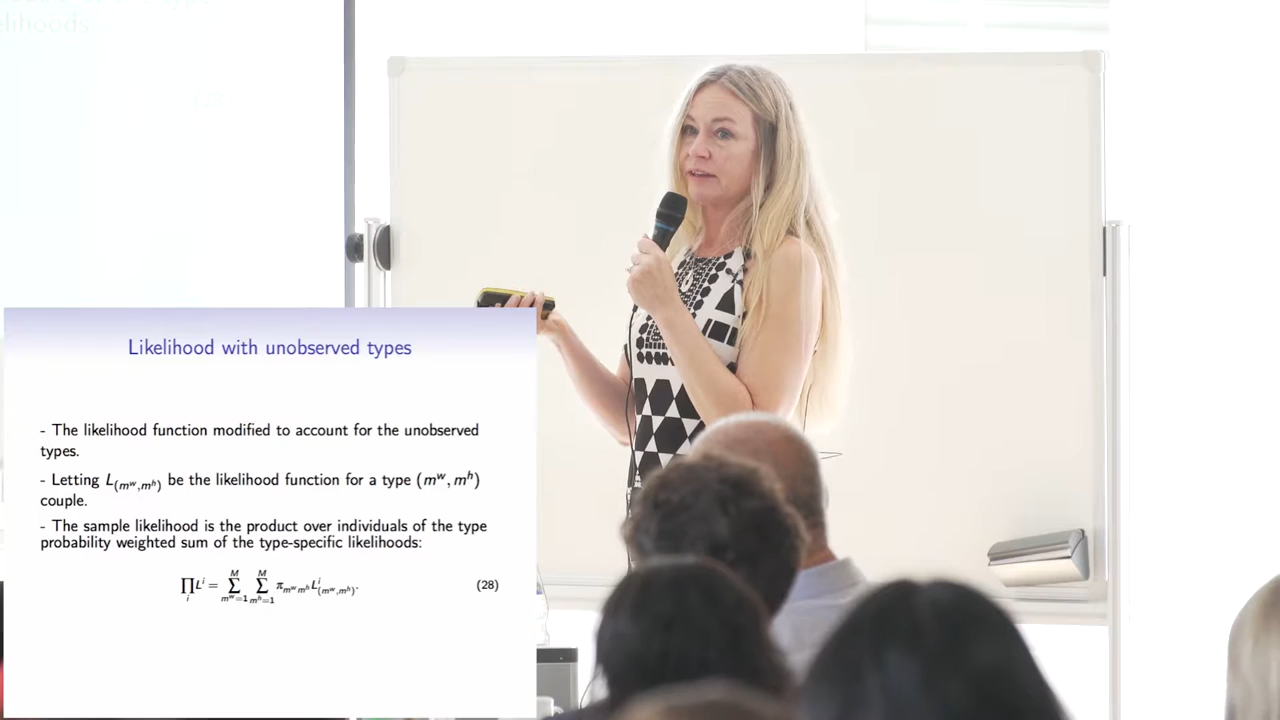 elihoods
Likelihood with unobserved types
- The likelihood function modified to account for the unobserved
types.
- Letting L_(m^w,m^h) be the likelihood function for a type (m^w, m^h)
couple.
- The sample likelihood is the product over individuals of the type
probability weighted sum of the type-specific likelihoods:
∏_i L^i = ∑_{m^w=1}^M ∑_{m^h=1}^M π_{m^w m^h} L^i_{(m^w,m^h)}. (28)